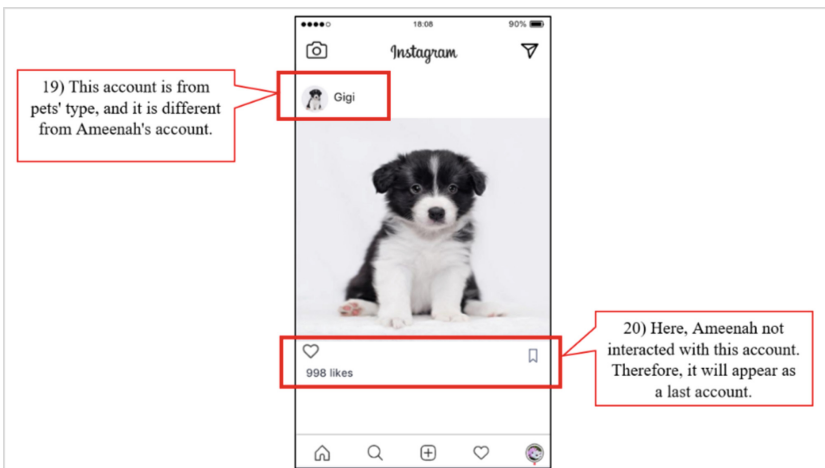 18:08
90%
Instagram
19) This account is from
pets' type, and it is different
from Ameenah's account.
Gigi
20) Here, Ameenah not
interacted with this account.
Therefore, it will appear as
a last account.
998 likes